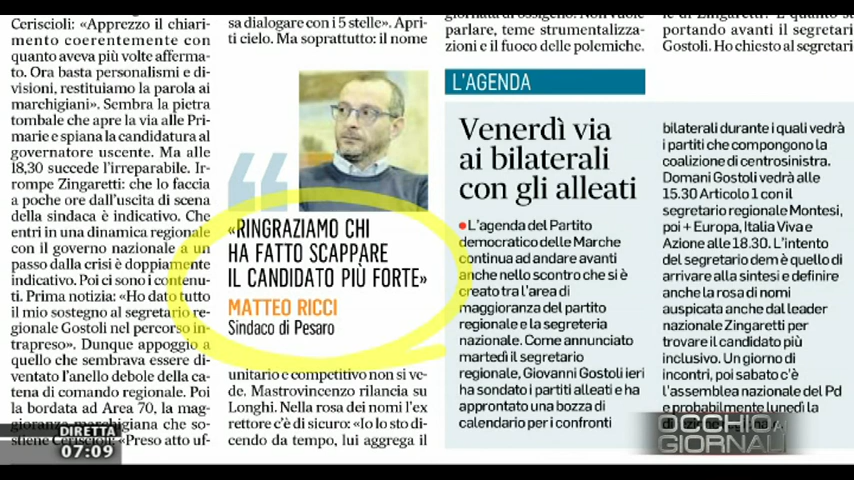 Ceriscioli: «Apprezzo il chiari-
mento coerentemente con
quanto aveva più volte afferma-
to. Ora basta personalismi e di-
visioni, restituiamo la parola ai
marchigiani». Sembra la pietra
tombale che apre la via alle Pri-
marie e spiana la candidatura al
governatore uscente. Ma alle
18,30 succede l'irreparabile. Ir-
rompe Zingaretti: che lo faccia
a poche ore dall'uscita di scena
della sindaca è indicativo. Che
entri in una dinamica regionale
con il governo nazionale a un
passo dalla crisi è doppiamente
indicativo. Poi ci sono i contenu-
ti. Prima notizia: «Ho dato tutto
il mio sostegno al segretario re-
gionale Gostoli nel percorso in-
trapreso». Dunque appoggio a
quello che sembrava essere di-
ventato l'anello debole della ca-
tena di comando regionale. Poi
la bordata ad Area 70, la mag-
gioranza marchigiana che so-
stiene Ceriscioli: «Preso atto uf-
sa dialogare con i 5 stelle». Apri-
ti cielo. Ma soprattutto: il nome
«RINGRAZIAMO CHI
HA FATTO SCAPPARE
IL CANDIDATO PIÙ FORTE»
MATTEO RICCI
Sindaco di Pesaro
unitario e competitivo non si ve-
de. Mastrovincenzo rilancia su
Longhi. Nella rosa dei nomi l'ex
rettore c'è di sicuro: «Io lo sto di-
cendo da tempo, lui aggrega il
parlare, teme strumentalizza-
zioni e il fuoco delle polemiche.
portando avanti il segretari
Gostoli. Ho chiesto al segretari
L'AGENDA
Venerdì via
ai bilaterali
con gli alleati
L'agenda del Partito
democratico delle Marche
continua ad andare avanti
anche nello scontro che si è
creato tra l'area di
maggioranza del partito
regionale e la segreteria
nazionale. Come annunciato
martedì il segretario
regionale, Giovanni Gostoli ieri
ha sondato i partiti alleati e ha
approntato una bozza di
calendario per i confronti
bilaterali durante i quali vedrà
i partiti che compongono la
coalizione di centrosinistra.
Domani Gostoli vedrà alle
15.30 Articolo 1 con il
segretario regionale Montesi,
poi + Europa, Italia Viva e
Azione alle 18.30. L'intento
del segretario dem è quello di
arrivare alla sintesi e definire
anche la rosa di nomi
auspicata anche dal leader
nazionale Zingaretti per
trovare il candidato più
inclusivo. Un giorno di
incontri, poi sabato c'è
l'assemblea nazionale del Pd
e probabilmente lunedì la
DIRETTA
07:09
OCCHIO AI
GIORNALI